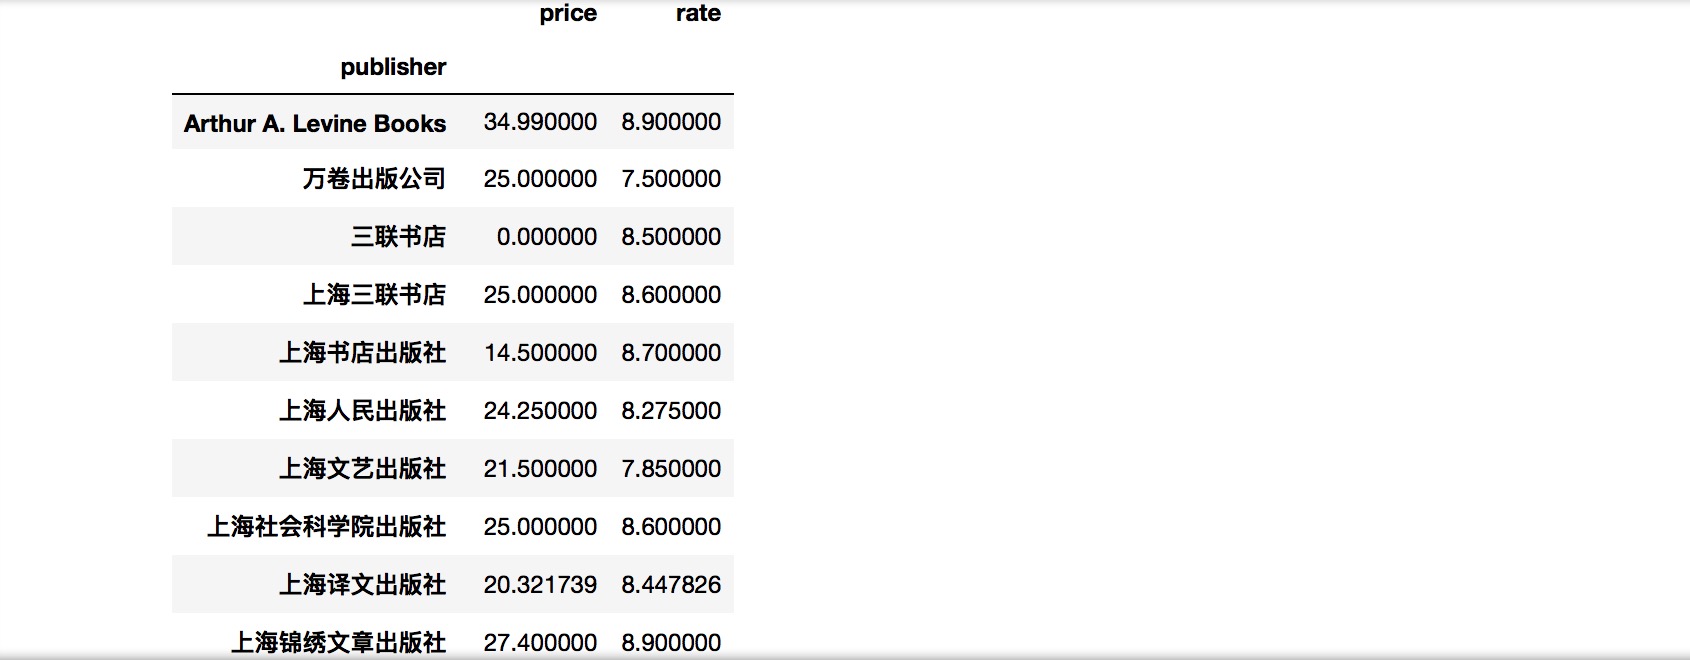 price rate
publisher
Arthur A. Levine Books 34.990000 8.900000
万卷出版公司 25.000000 7.500000
三联书店 0.000000 8.500000
上海三联书店 25.000000 8.600000
上海书店出版社 14.500000 8.700000
上海人民出版社 24.250000 8.275000
上海文艺出版社 21.500000 7.850000
上海社会科学院出版社 25.000000 8.600000
上海译文出版社 20.321739 8.447826
上海锦绣文章出版社 27.400000 8.900000